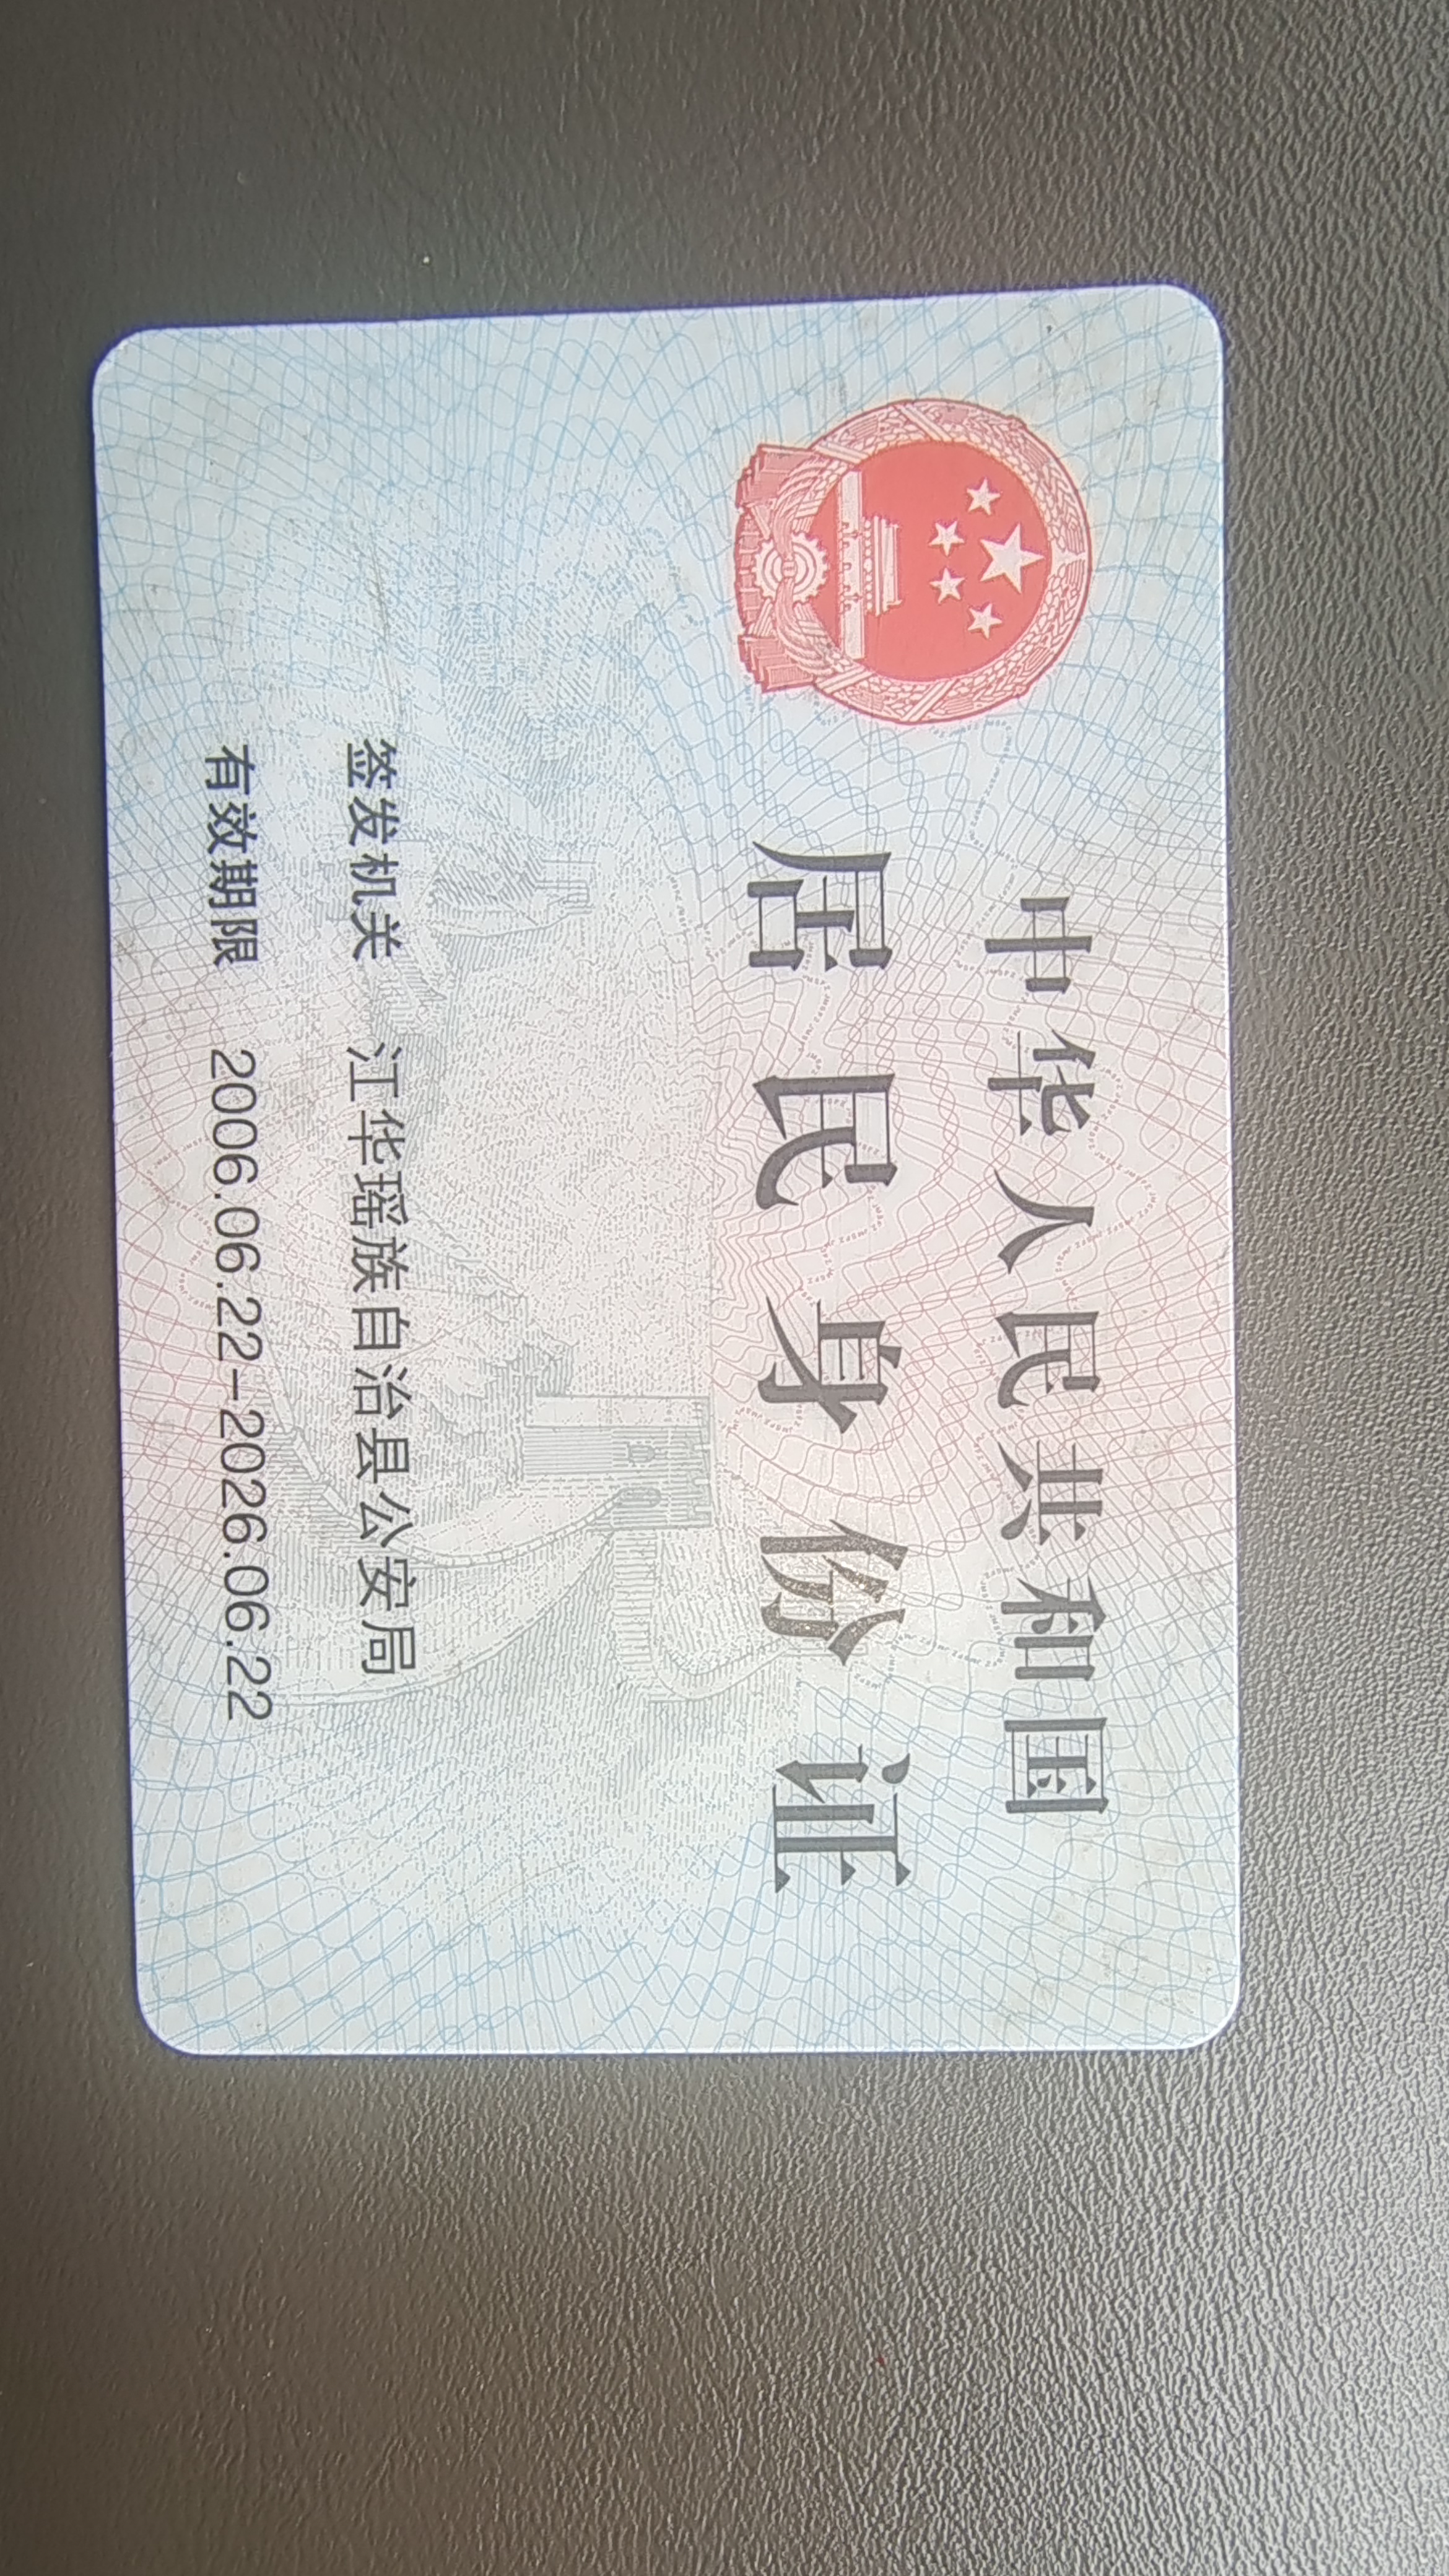 中华人民共和国
居民身份证
签发机关 江华瑶族自治县公安局
有效期限 2006.06.22-2026.06.22